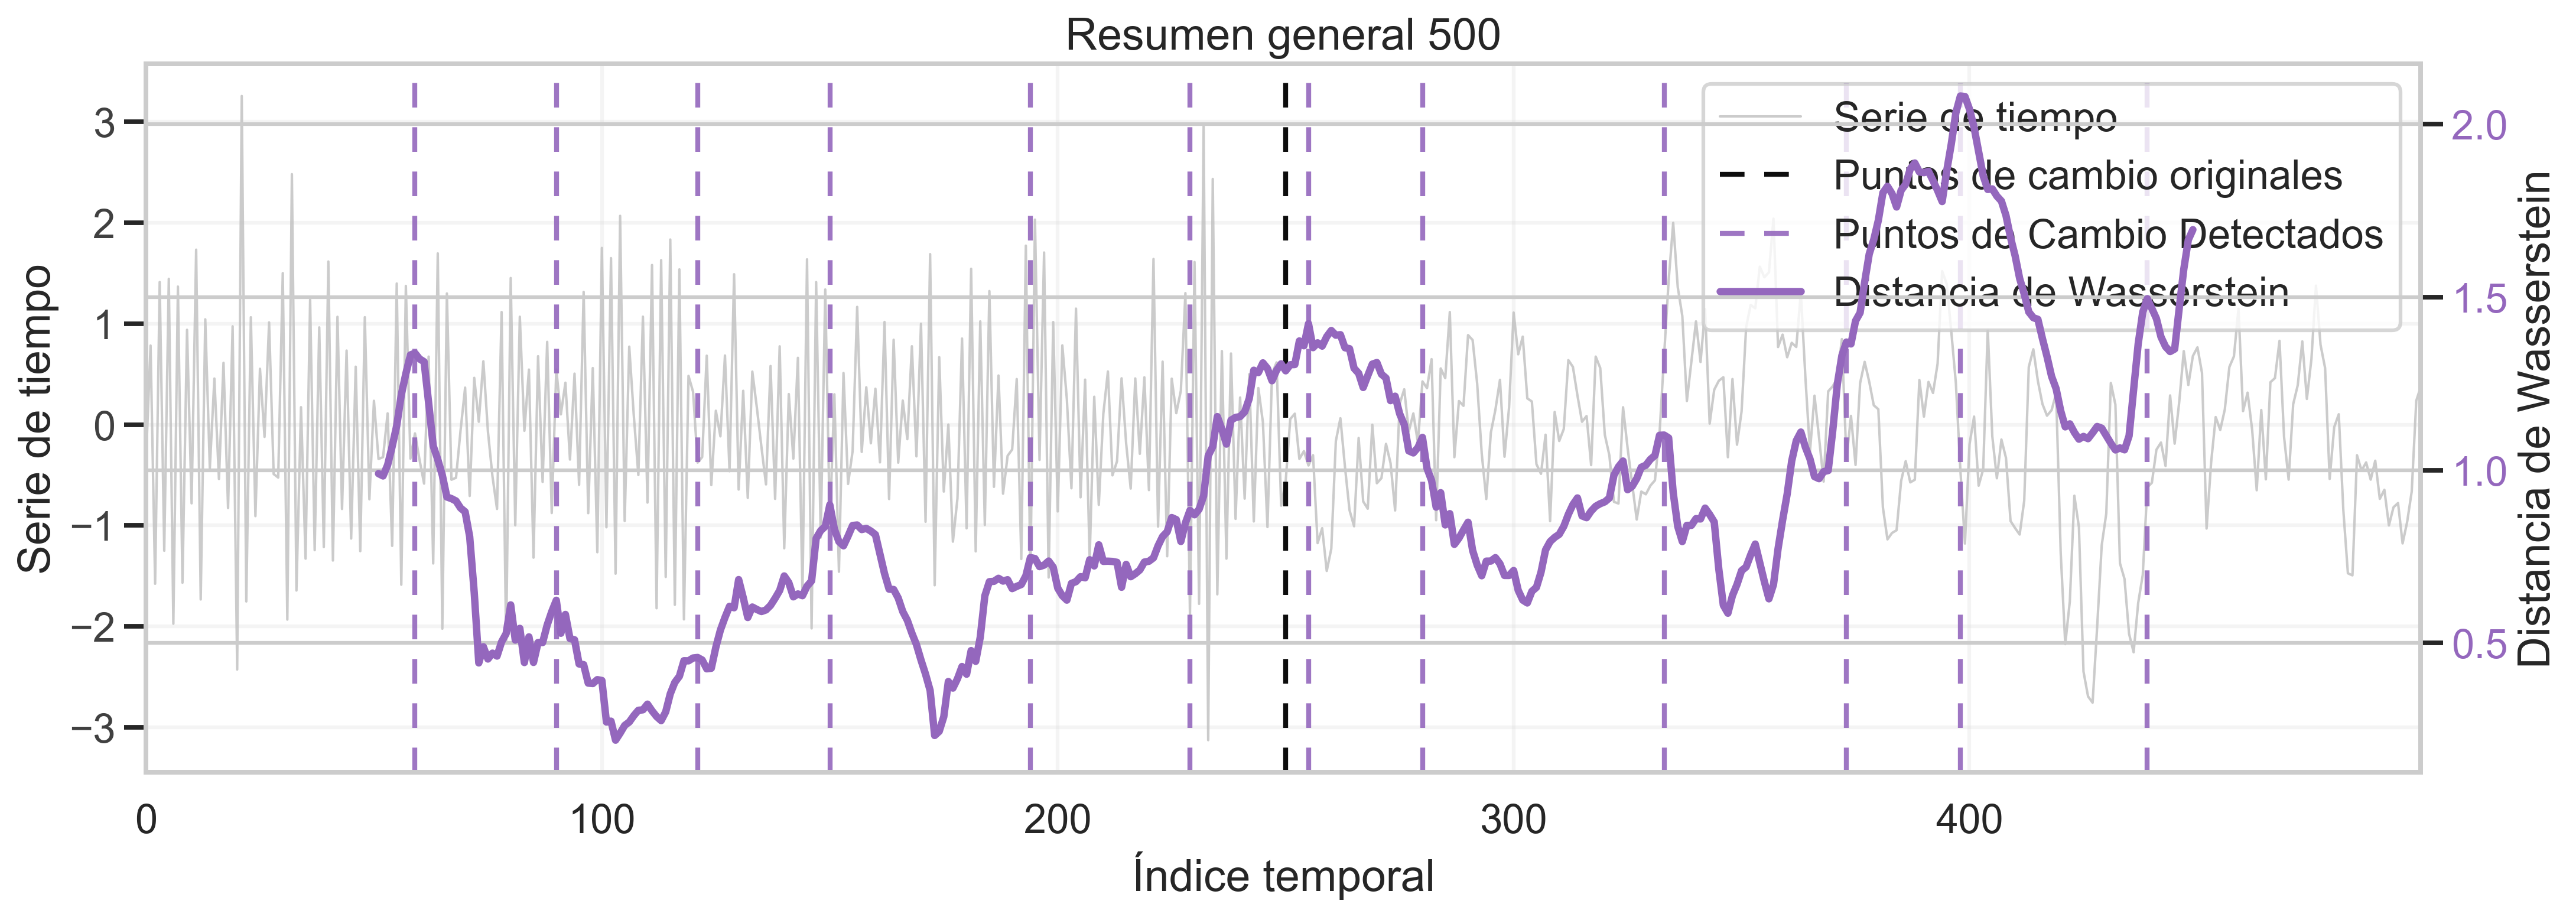 Resumen general 500
Serie de tiempo
3
2
1
0
−1
−2
−3
Serie de tiempo
Puntos de cambio originales
Puntos de Cambio Detectados
Distancia de Wasserstein
2.0
1.5
1.0
0.5
Distancia de Wasserstein
0
100
200
300
400
Índice temporal